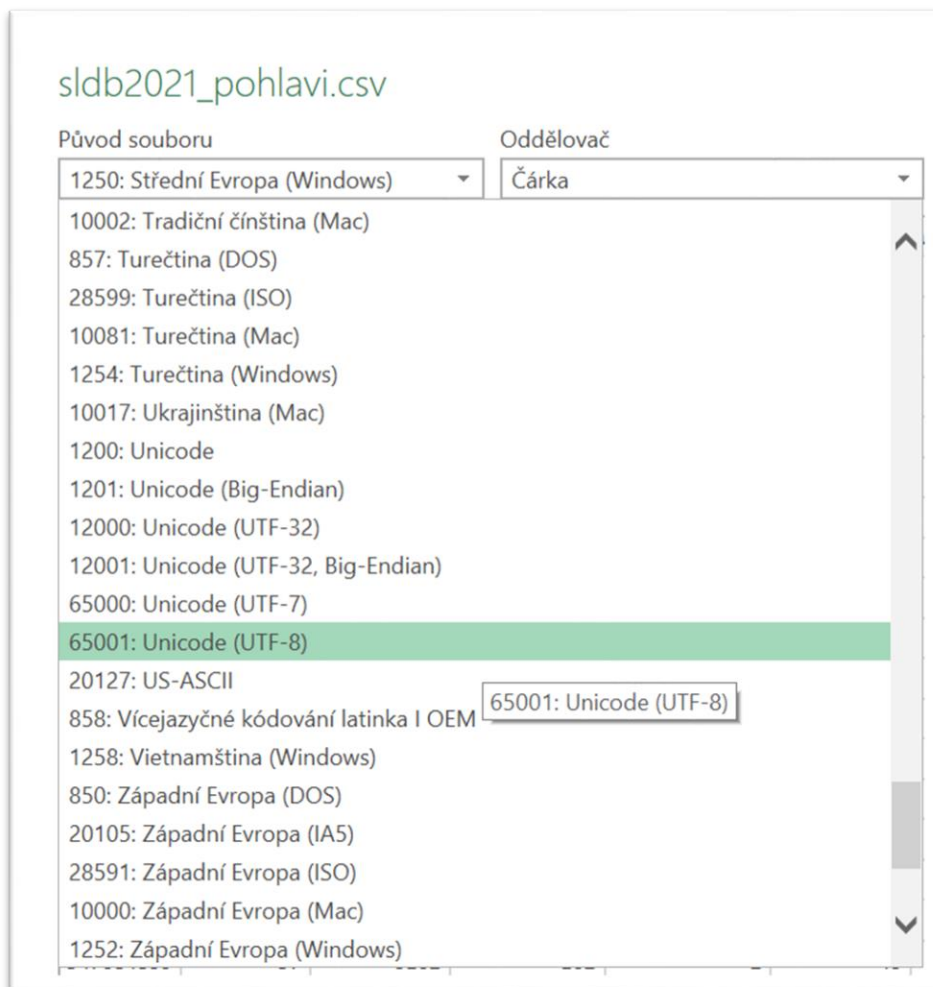 sldb2021_pohlavi.csv
Původ souboru Oddělovač
1250: Střední Evropa (Windows) Čárka
10002: Tradiční čínština (Mac)
857: Turečtina (DOS)
28599: Turečtina (ISO)
10081: Turečtina (Mac)
1254: Turečtina (Windows)
10017: Ukrajinština (Mac)
1200: Unicode
1201: Unicode (Big-Endian)
12000: Unicode (UTF-32)
12001: Unicode (UTF-32, Big-Endian)
65000: Unicode (UTF-7)
65001: Unicode (UTF-8)
20127: US-ASCII
65001: Unicode (UTF-8)
858: Vícejazyčné kódování latinka I OEM
1258: Vietnamština (Windows)
850: Západní Evropa (DOS)
20105: Západní Evropa (IA5)
28591: Západní Evropa (ISO)
10000: Západní Evropa (Mac)
1252: Západní Evropa (Windows)